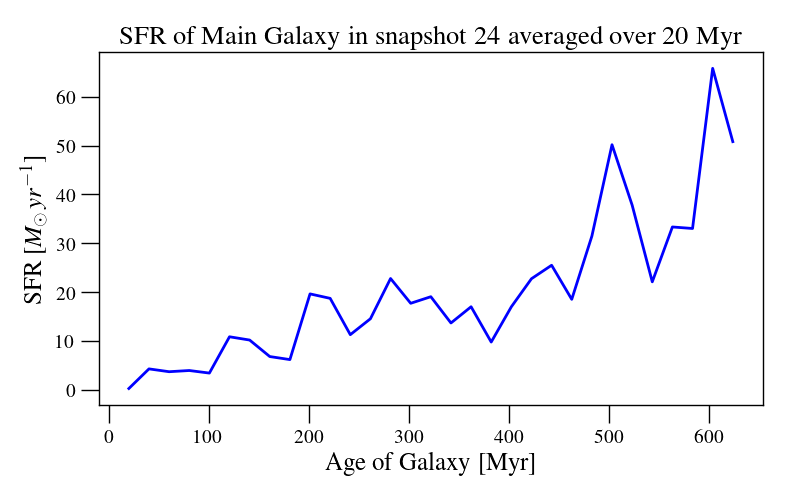 SFR of Main Galaxy in snapshot 24 averaged over 20 Myr
SFR [M⊙ yr−1]
60
50
40
30
20
10
0
0 100 200 300 400 500 600
Age of Galaxy [Myr]